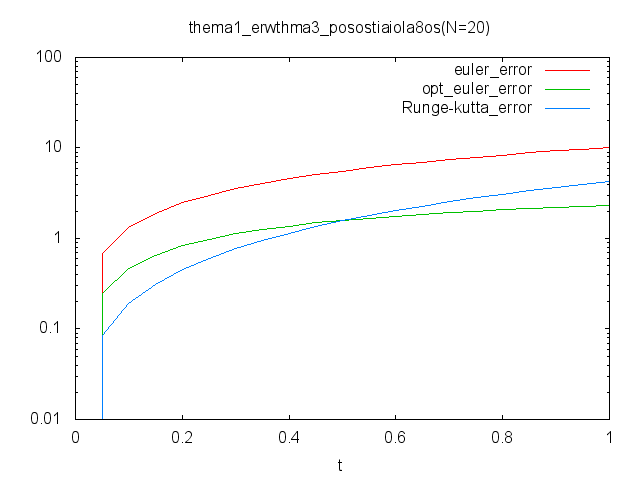 thema1_erwthma3_posostiaiola8os(N=20)
100
10
1
0.1
0.01
euler_error
opt_euler_error
Runge-kutta_error
0 0.2 0.4 0.6 0.8 1
t